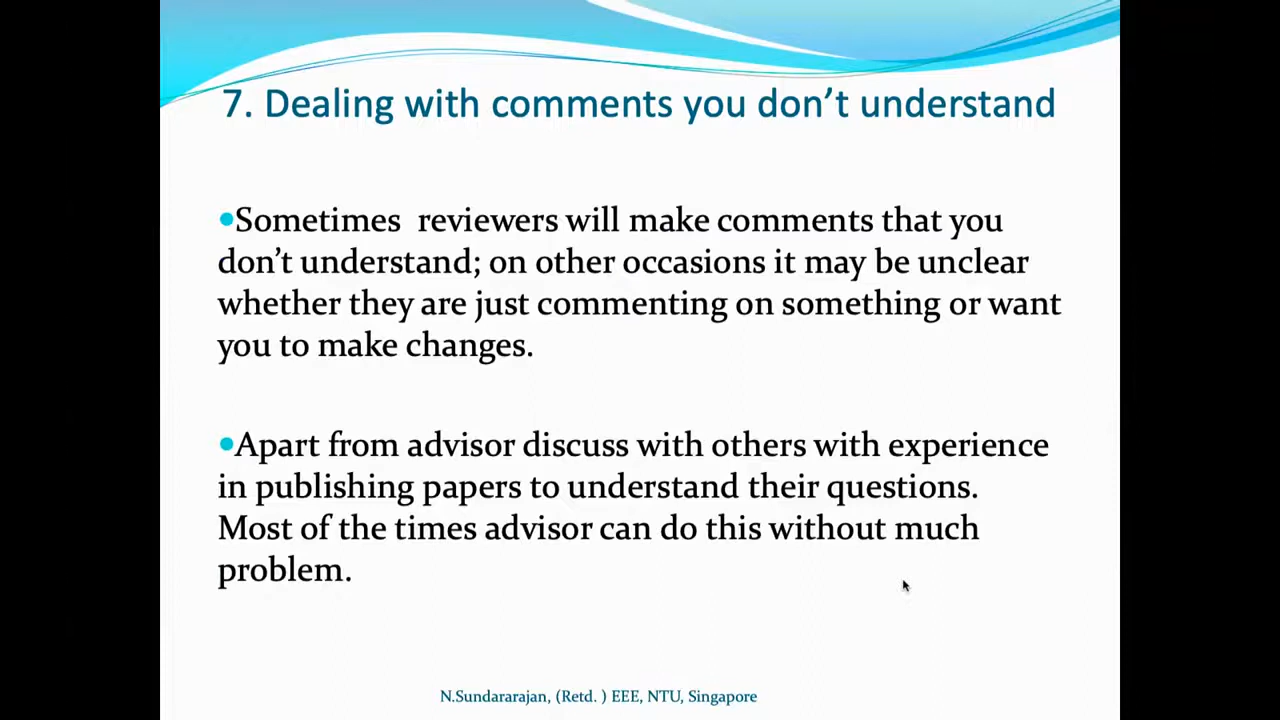 7. Dealing with comments you don’t understand
•Sometimes  reviewers will make comments that you
don’t understand; on other occasions it may be unclear
whether they are just commenting on something or want
you to make changes.
•Apart from advisor discuss with others with experience
in publishing papers to understand their questions.
Most of the times advisor can do this without much
problem.
N.Sundararajan, (Retd. ) EEE, NTU, Singapore